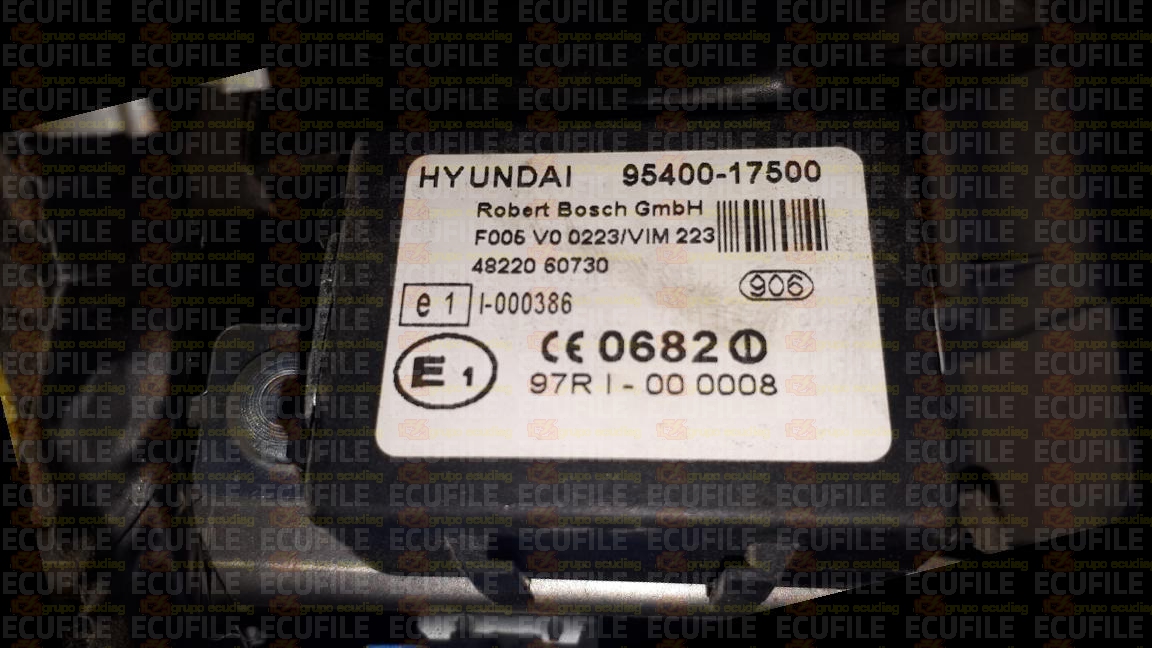 HYUNDAI 95400-17500
Robert Bosch GmbH
F005 V0 0223/VIM 223
48220 60730
906
e 1 I-000386
CE 0682
E 1
97R I - 00 0008
ECUFILE
grupo ecudiag